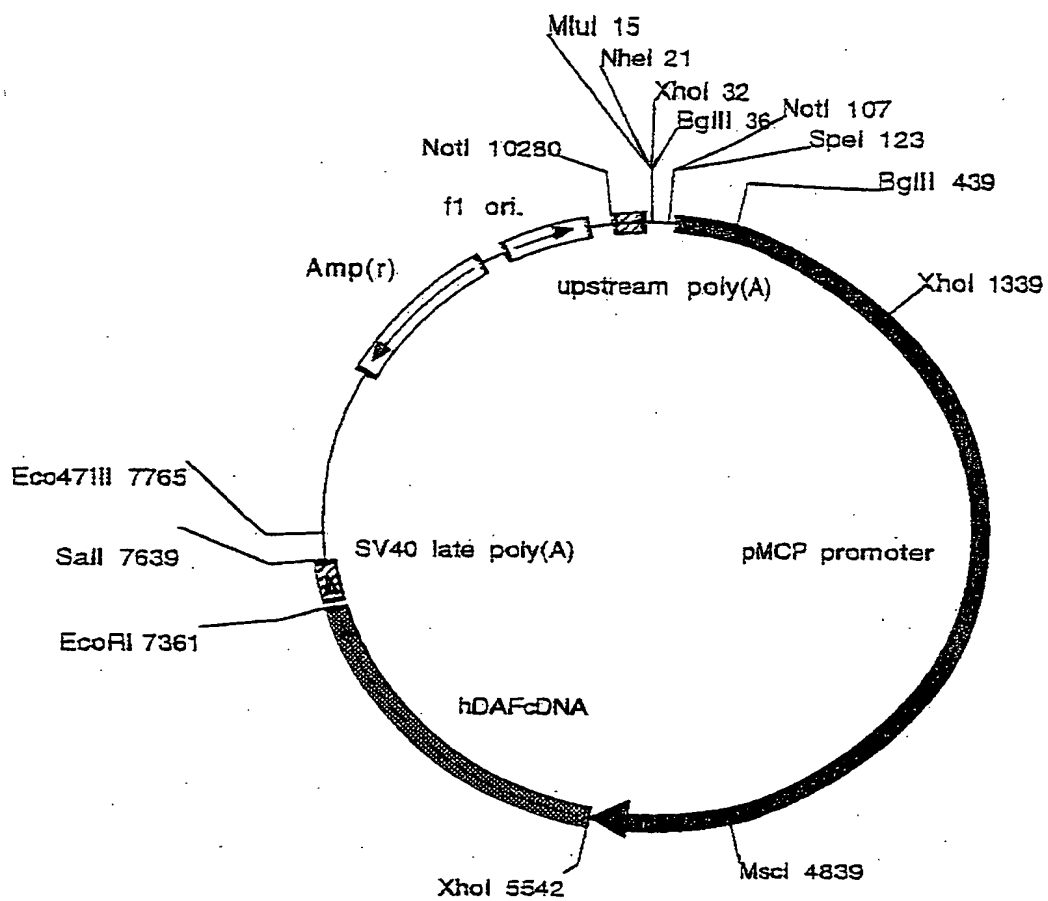 MluI 15
NheI 21
XhoI 32
BglII 36
NotI 107
SpeI 123
BglII 439
NotI 10280
f1 ori.
Amp(r)
upstream poly(A)
XhoI 1339
Eco47III 7765
SalI 7639
SV40 late poly(A)
pMCP promoter
EcoRI 7361
hDAFcDNA
MscI 4839
XhoI 5542